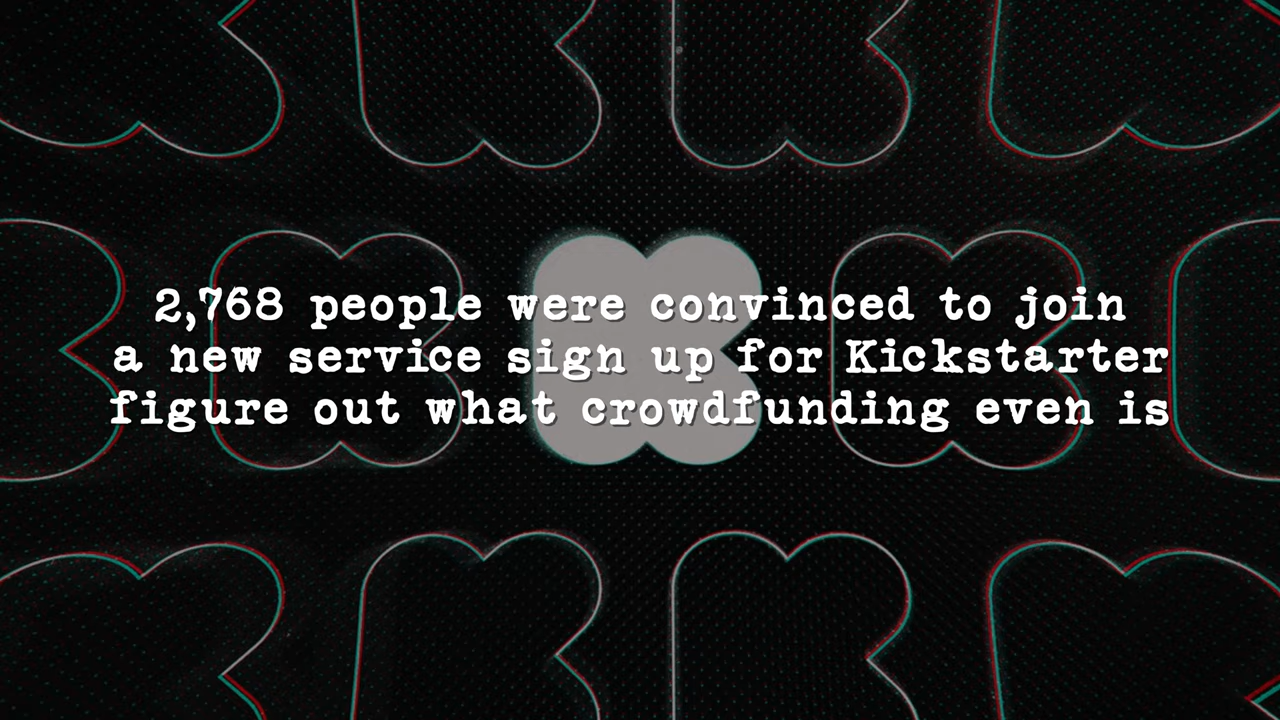 2,768 people were convinced to join
a new service sign up for Kickstarter
figure out what crowdfunding even is